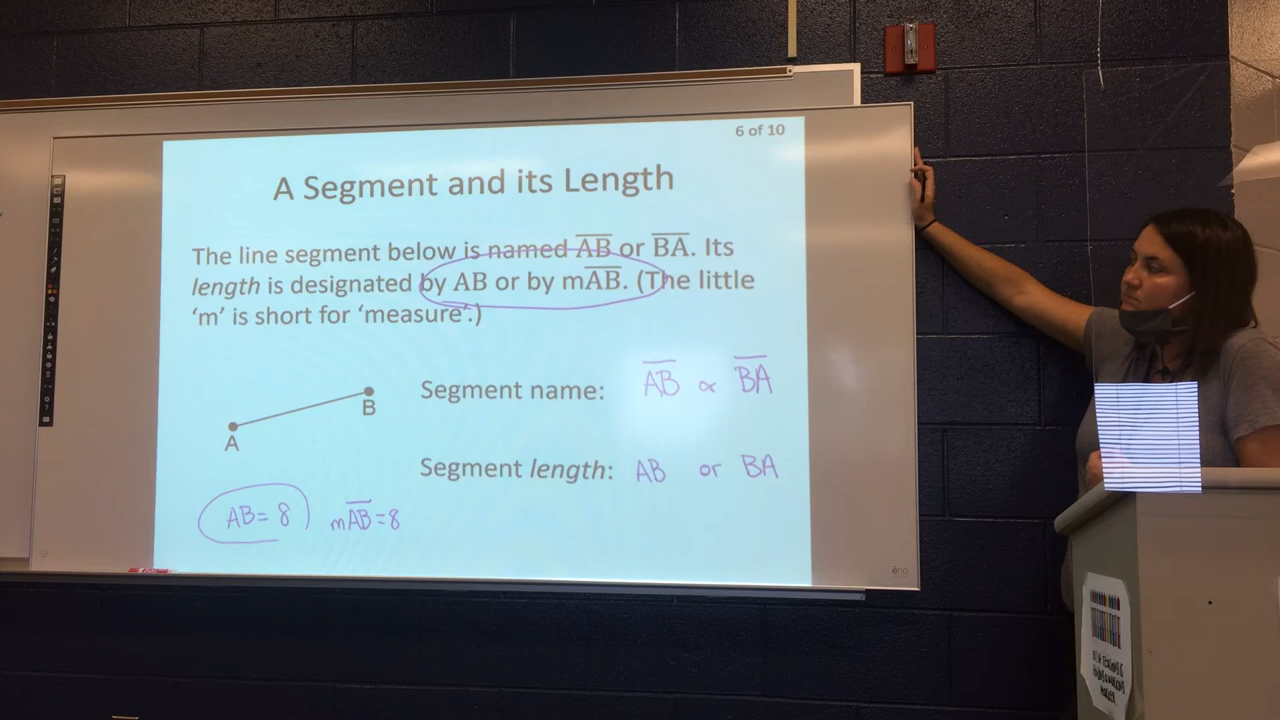 6 of 10
A Segment and its Length
The line segment below is named A̅B̅ or B̅A̅. Its
length is designated by AB or by mA̅B̅. (The little
'm' is short for 'measure'.)
Segment name: A̅B̅ or B̅A̅
B
A
Segment length: AB or BA
AB = 8 mA̅B̅ = 8
ēno